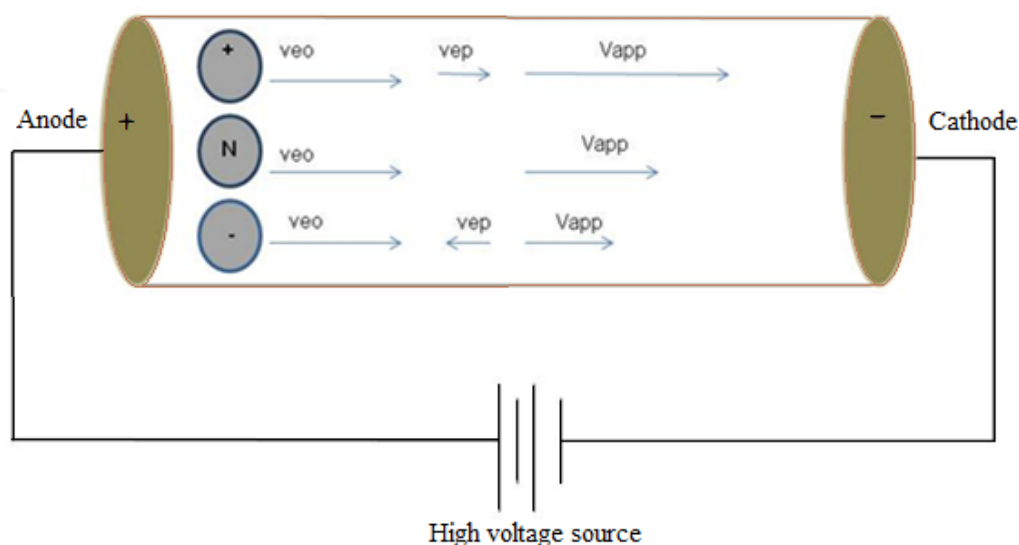 + veo vep Vapp
Anode + − Cathode
N veo Vapp
- veo vep Vapp
High voltage source